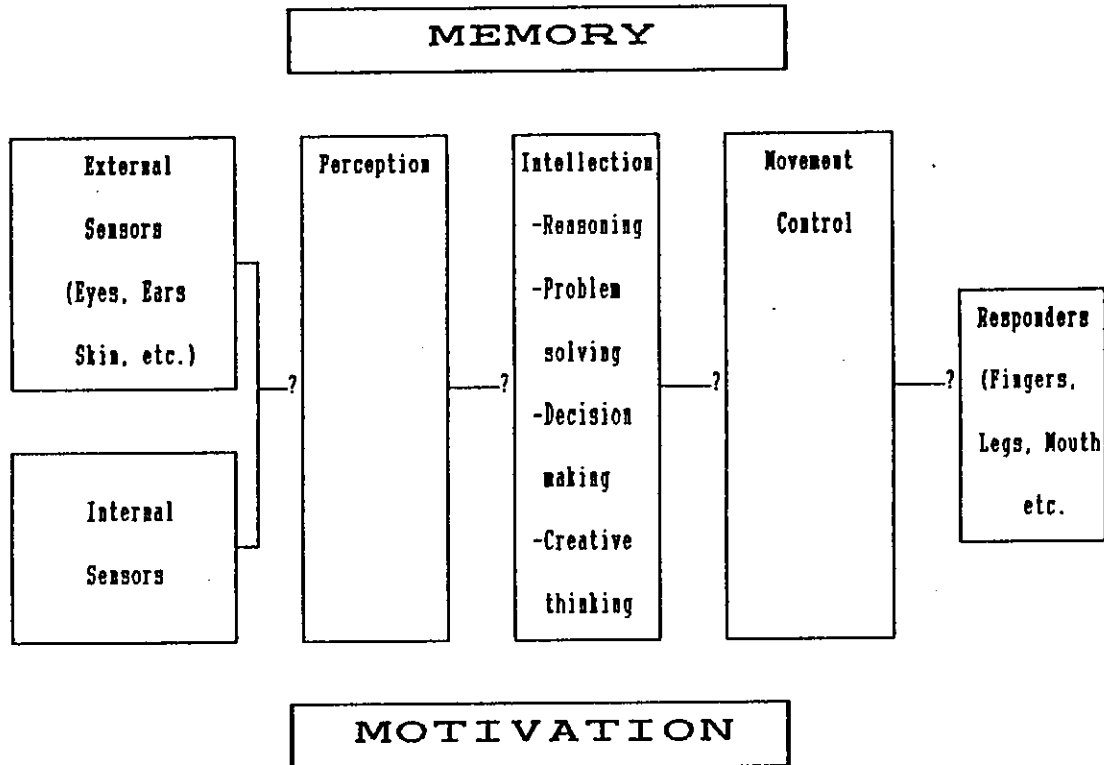 MEMORY
External
Sensors
(Eyes, Ears
Skin, etc.)
Internal
Sensors
?
Perception
?
Intellection
-Reasoning
-Problem
solving
-Decision
making
-Creative
thinking
?
Movement
Control
?
Responders
(Fingers,
Legs, Mouth
etc.
MOTIVATION